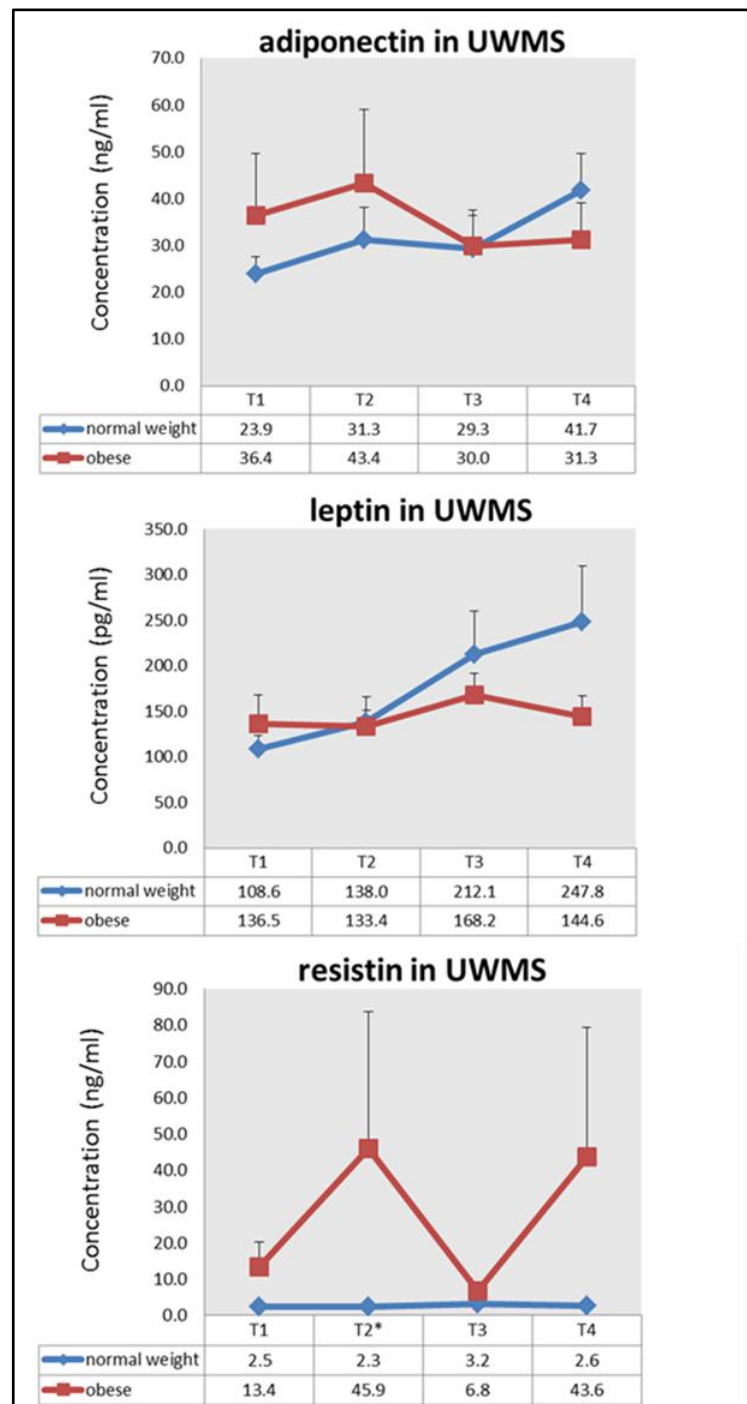 adiponectin in UWMS
Concentration (ng/ml)
70.0
60.0
50.0
40.0
30.0
20.0
10.0
0.0
T1 T2 T3 T4
normal weight 23.9 31.3 29.3 41.7
obese 36.4 43.4 30.0 31.3
leptin in UWMS
Concentration (pg/ml)
350.0
300.0
250.0
200.0
150.0
100.0
50.0
0.0
T1 T2 T3 T4
normal weight 108.6 138.0 212.1 247.8
obese 136.5 133.4 168.2 144.6
resistin in UWMS
Concentration (ng/ml)
90.0
80.0
70.0
60.0
50.0
40.0
30.0
20.0
10.0
0.0
T1 T2* T3 T4
normal weight 2.5 2.3 3.2 2.6
obese 13.4 45.9 6.8 43.6